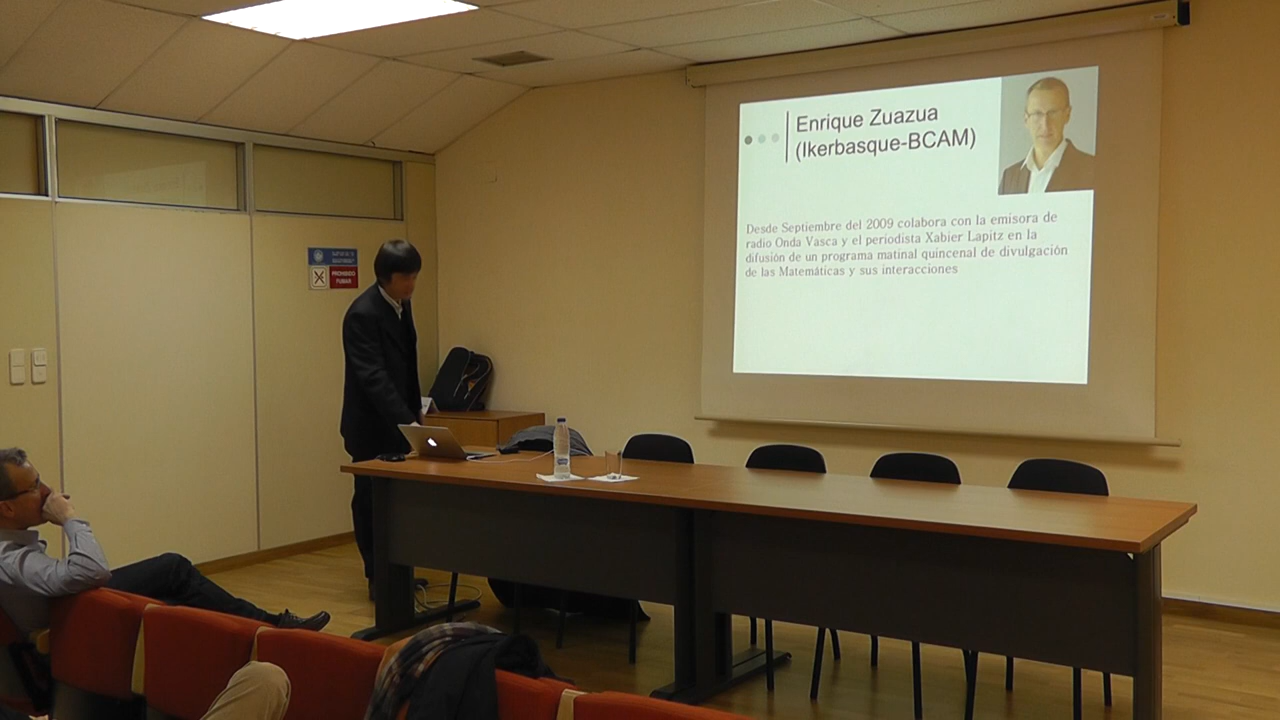 Enrique Zuazua
(Ikerbasque-BCAM)
Desde Septiembre del 2009 colabora con la emisora de
radio Onda Vasca y el periodista Xabier Lapitz en la
difusión de un programa matinal quincenal de divulgación
de las Matemáticas y sus interacciones
PROHIBIDO
FUMAR